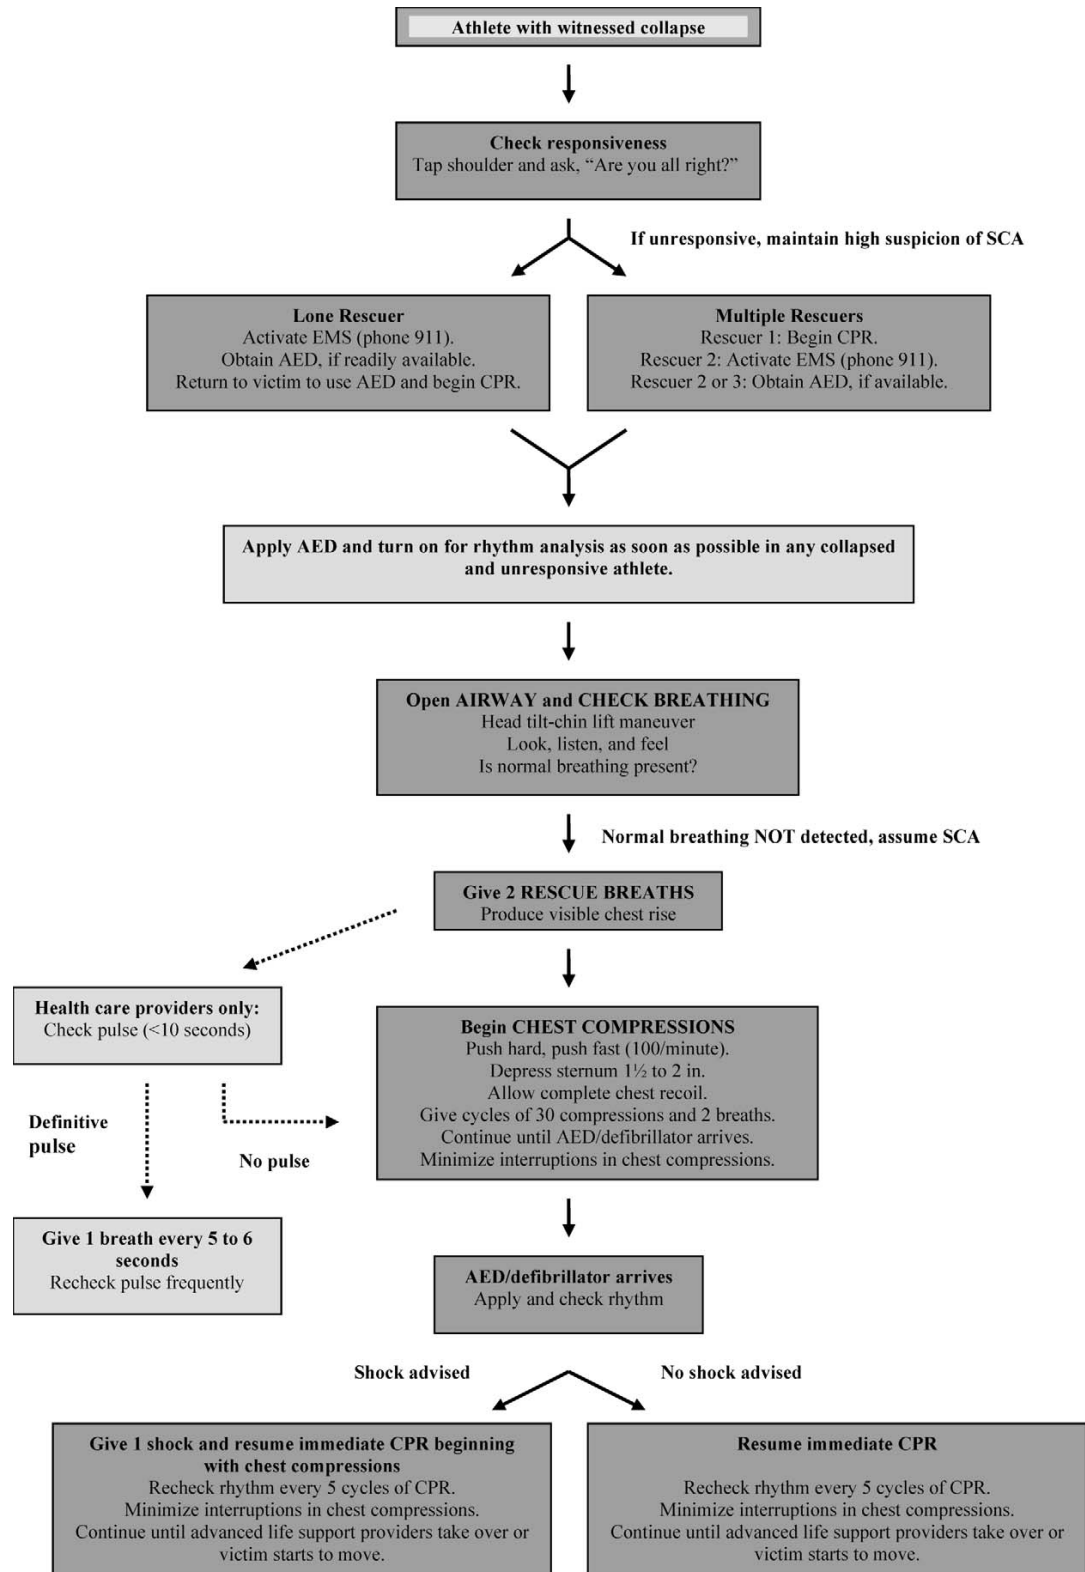 Athlete with witnessed collapse
Check responsiveness
Tap shoulder and ask, “Are you all right?”
If unresponsive, maintain high suspicion of SCA
Lone Rescuer
Activate EMS (phone 911).
Obtain AED, if readily available.
Return to victim to use AED and begin CPR.
Multiple Rescuers
Rescuer 1: Begin CPR.
Rescuer 2: Activate EMS (phone 911).
Rescuer 2 or 3: Obtain AED, if available.
Apply AED and turn on for rhythm analysis as soon as possible in any collapsed
and unresponsive athlete.
Open AIRWAY and CHECK BREATHING
Head tilt-chin lift maneuver
Look, listen, and feel
Is normal breathing present?
Normal breathing NOT detected, assume SCA
Give 2 RESCUE BREATHS
Produce visible chest rise
Health care providers only:
Check pulse (<10 seconds)
Begin CHEST COMPRESSIONS
Push hard, push fast (100/minute).
Depress sternum 1½ to 2 in.
Allow complete chest recoil.
Give cycles of 30 compressions and 2 breaths.
Continue until AED/defibrillator arrives.
Minimize interruptions in chest compressions.
Definitive
pulse
No pulse
Give 1 breath every 5 to 6
seconds
Recheck pulse frequently
AED/defibrillator arrives
Apply and check rhythm
Shock advised
No shock advised
Give 1 shock and resume immediate CPR beginning
with chest compressions
Recheck rhythm every 5 cycles of CPR.
Minimize interruptions in chest compressions.
Continue until advanced life support providers take over or
victim starts to move.
Resume immediate CPR
Recheck rhythm every 5 cycles of CPR.
Minimize interruptions in chest compressions.
Continue until advanced life support providers take over or
victim starts to move.